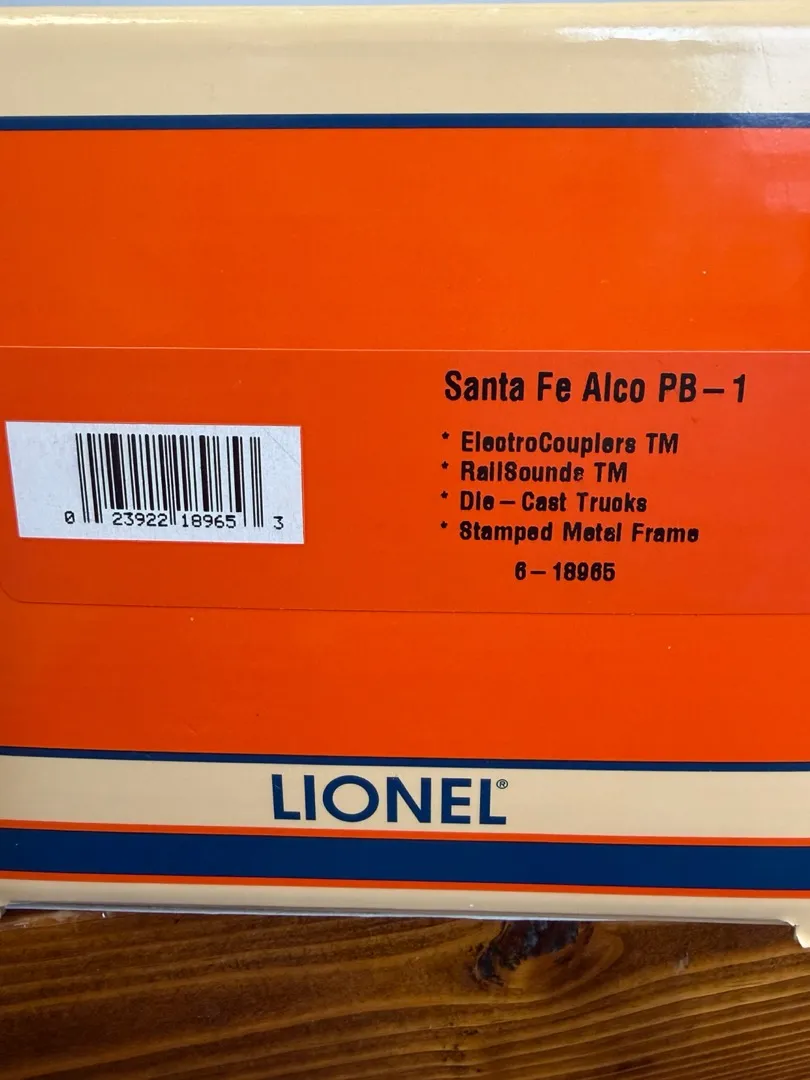 Santa Fe Alco PB-1
* ElectroCouplers TM
* RailSounds TM
* Die-Cast Trucks
* Stamped Metal Frame
6-18965
0 23922 18965 3
LIONEL®